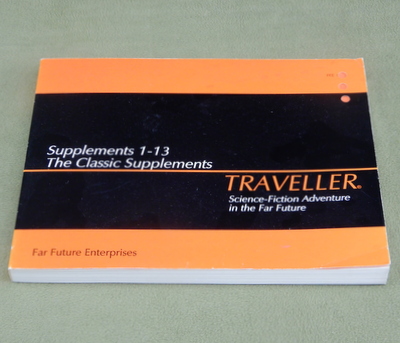 Supplements 1-13
The Classic Supplements
TRAVELLER®
Science-Fiction Adventure
in the Far Future
Far Future Enterprises